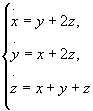 ẋ = y + 2z,
ẏ = x + 2z,
ż = x + y + z